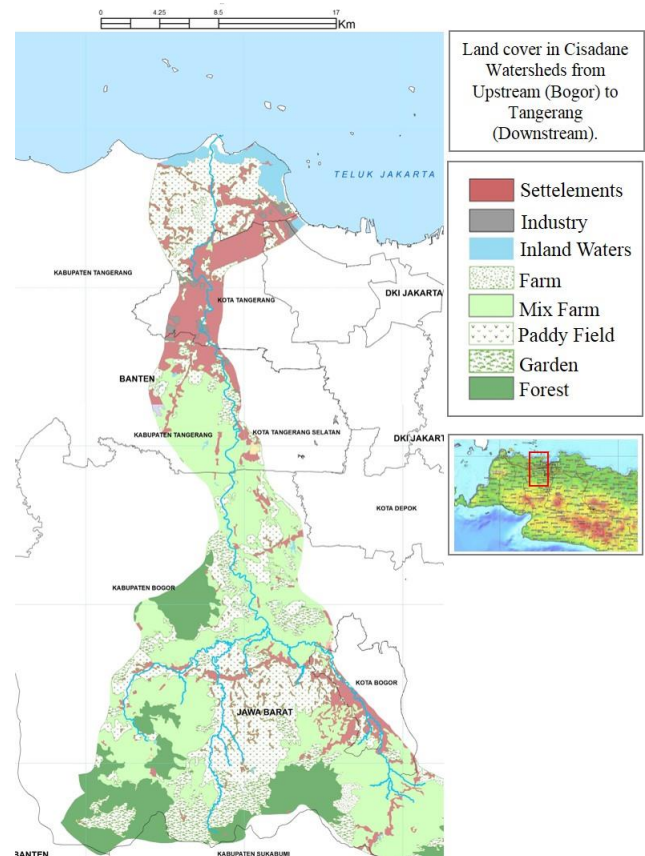 0 4.25 8.5 17
Km
Land cover in Cisadane
Watersheds from
Upstream (Bogor) to
Tangerang
(Downstream).
TELUK JAKARTA
Settelements
Industry
Inland Waters
Farm
Mix Farm
Paddy Field
Garden
Forest
KABUPATEN TANGERANG
KOTA TANGERANG
DKI JAKARTA
BANTEN
KABUPATEN TANGERANG
KOTA TANGERANG SELATAN
DKI JAKART
KOTA DEPOK
KABUPATEN BOGOR
KOTA BOGOR
JAWA BARAT
BANTEN
KABUPATEN SUKABUMI